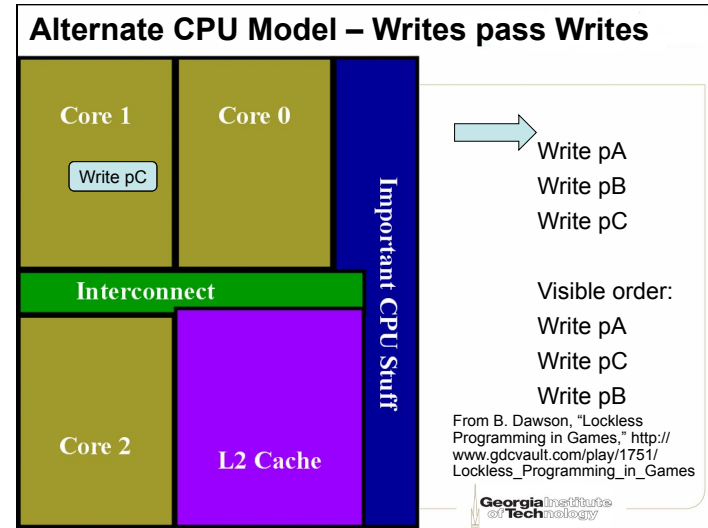 Alternate CPU Model – Writes pass Writes
Core 1
Core 0
Write pC
Important CPU Stuff
Interconnect
Core 2
L2 Cache
Write pA
Write pB
Write pC
Visible order:
Write pA
Write pC
Write pB
From B. Dawson, “Lockless
Programming in Games,” http://
www.gdcvault.com/play/1751/
Lockless_Programming_in_Games
Georgia Institute
of Technology